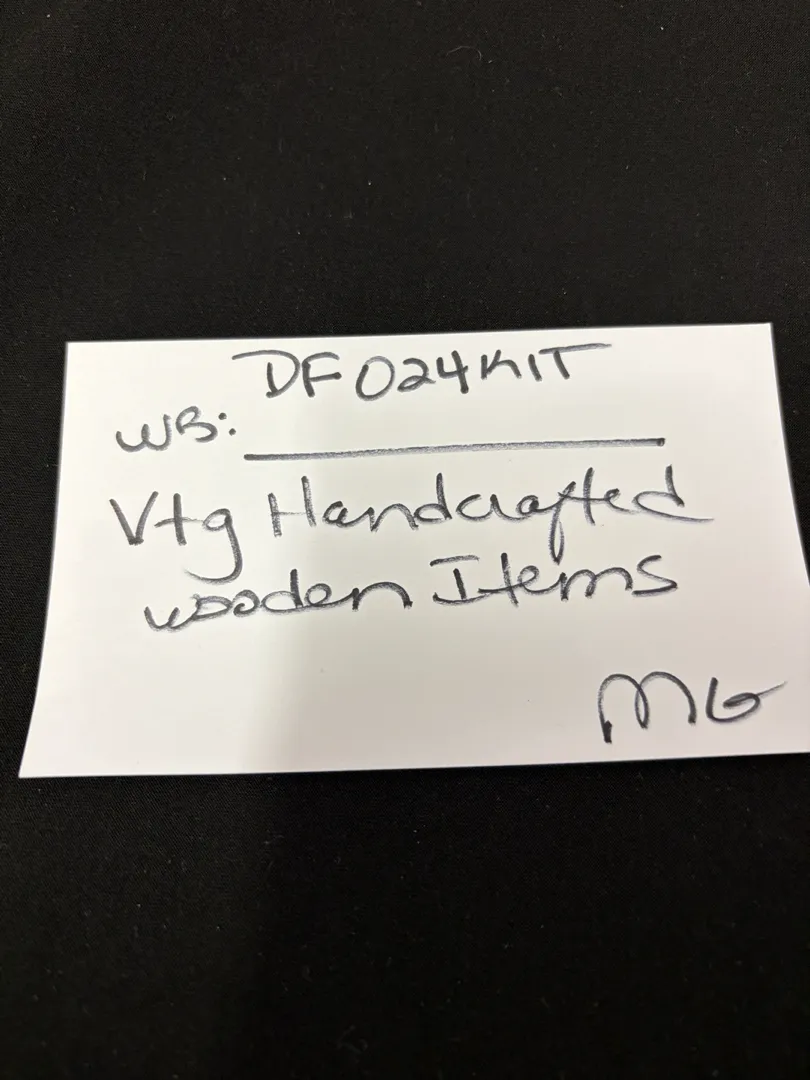 DF024KIT
WB:
Vtg Handcrafted
wooden Items
MG